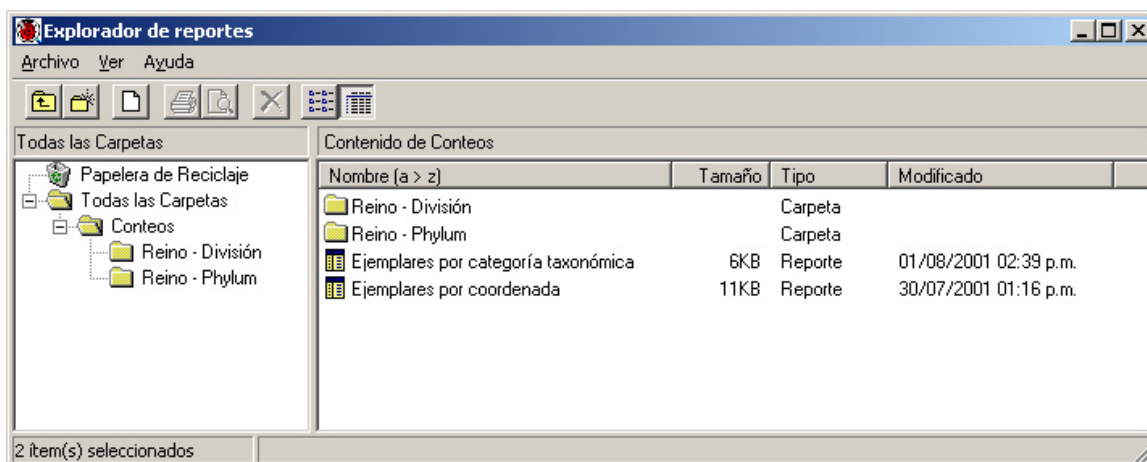 Explorador de reportes
Archivo Ver Ayuda
Todas las Carpetas
Contenido de Conteos
Papelera de Reciclaje
Todas las Carpetas
Conteos
Reino - División
Reino - Phylum
Nombre (a > z) Tamaño Tipo Modificado
Reino - División Carpeta
Reino - Phylum Carpeta
Ejemplares por categoría taxonómica 6KB Reporte 01/08/2001 02:39 p.m.
Ejemplares por coordenada 11KB Reporte 30/07/2001 01:16 p.m.
2 ítem(s) seleccionados